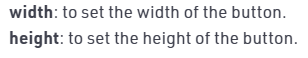 width: to set the width of the button.
height: to set the height of the button.